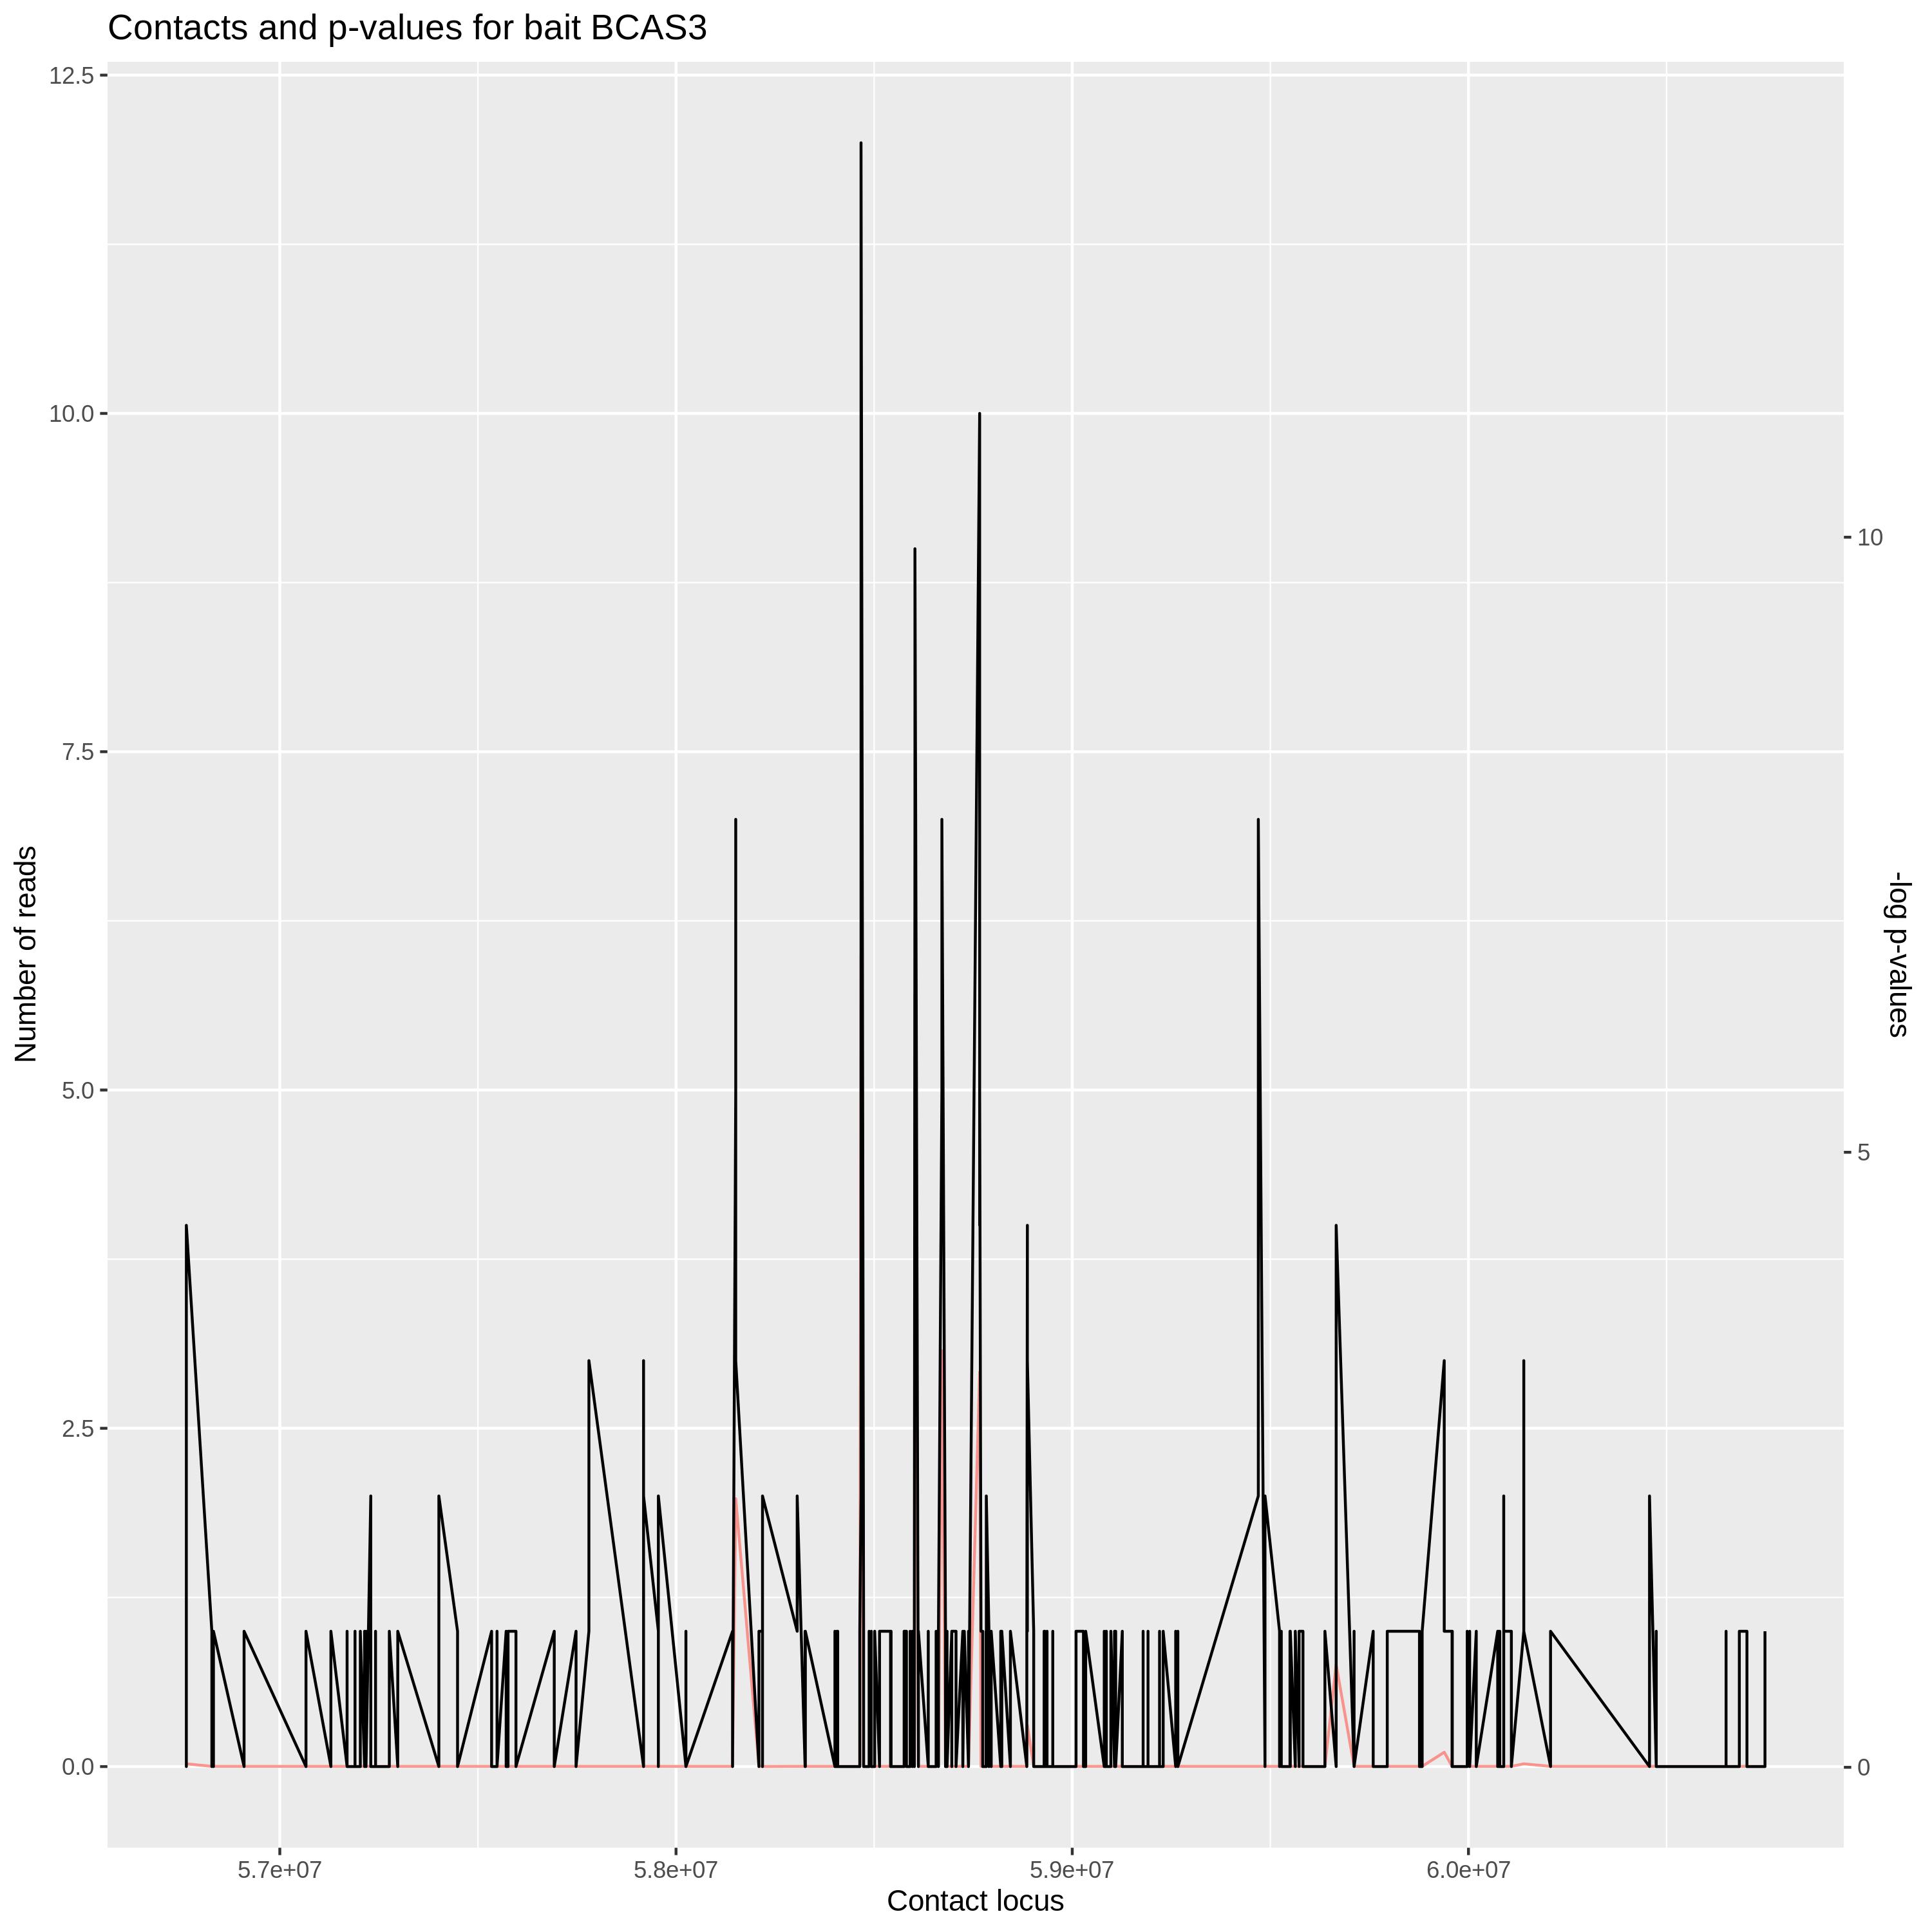 Contacts and p-values for bait BCAS3
12.5
10.0
7.5
5.0
2.5
0.0
Number of reads
10
5
0
-log p-values
5.7e+07
5.8e+07
5.9e+07
6.0e+07
Contact locus